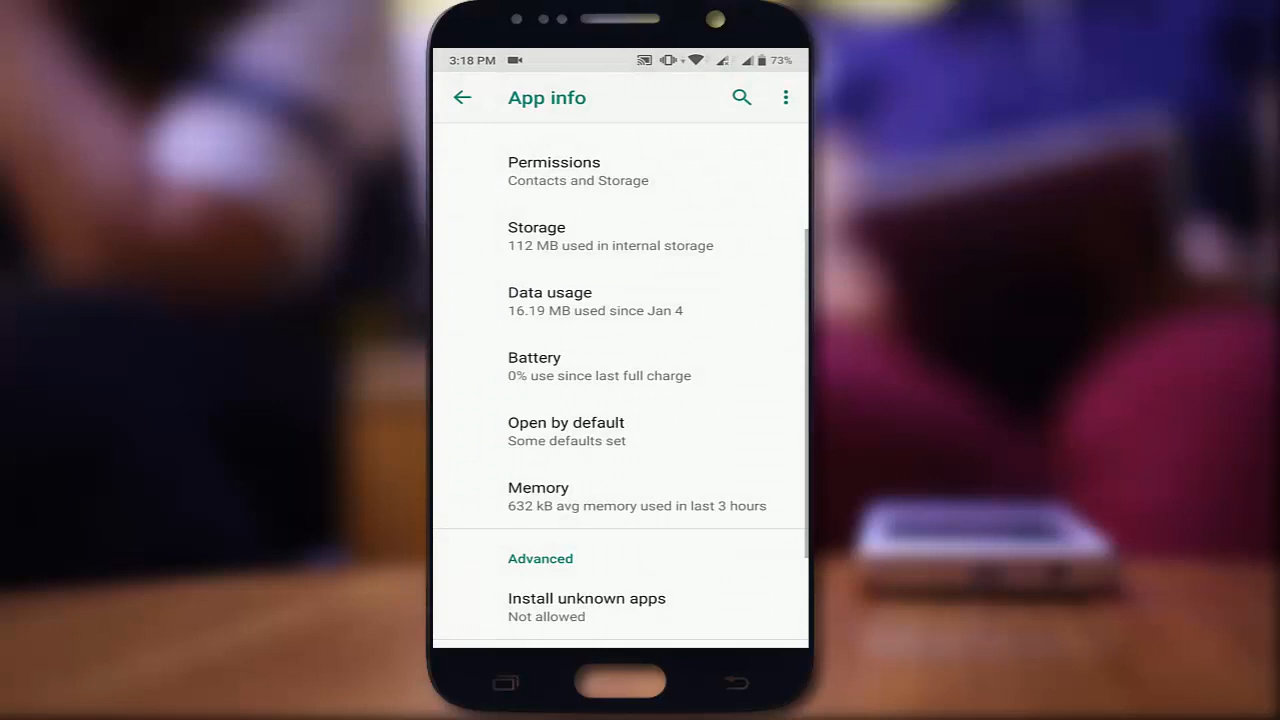 3:18 PM 73%
App info
Permissions
Contacts and Storage
Storage
112 MB used in internal storage
Data usage
16.19 MB used since Jan 4
Battery
0% use since last full charge
Open by default
Some defaults set
Memory
632 kB avg memory used in last 3 hours
Advanced
Install unknown apps
Not allowed